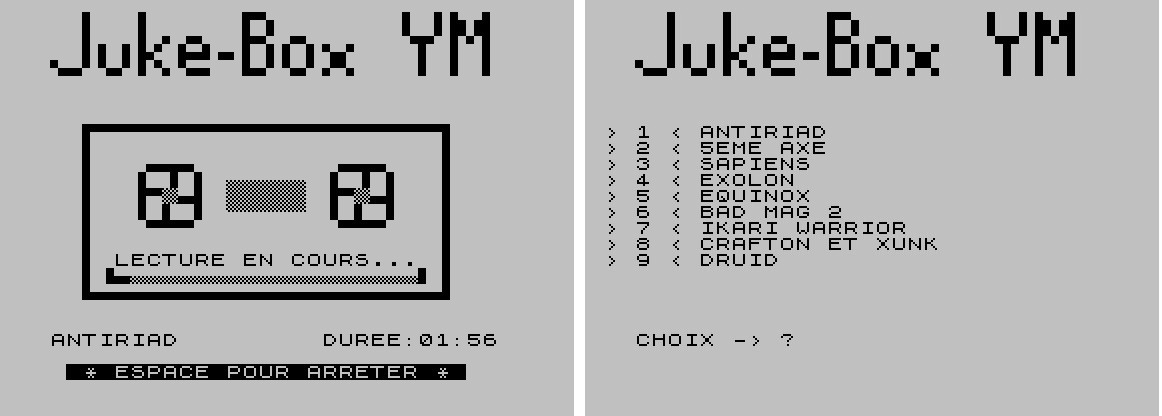 Juke-Box YM
LECTURE EN COURS...
ANTIRIAD DUREE:01:56
* ESPACE POUR ARRETER *
Juke-Box YM
> 1 < ANTIRIAD
> 2 < 5EME AXE
> 3 < SAPIENS
> 4 < EXOLON
> 5 < EQUINOX
> 6 < BAD MAG 2
> 7 < IKARI WARRIOR
> 8 < CRAFTON ET XUNK
> 9 < DRUID
CHOIX -> ?